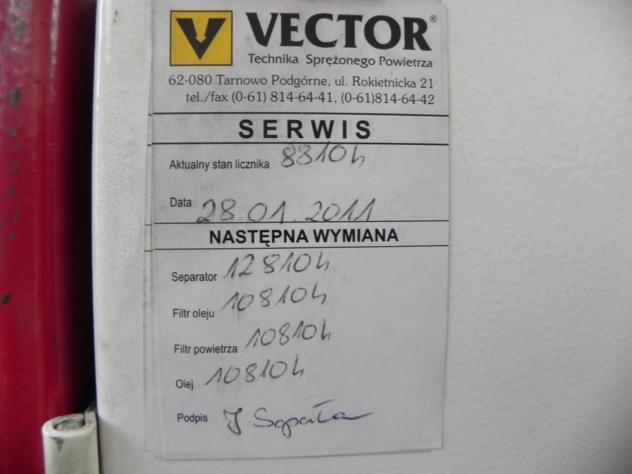 VECTOR®
Technika Sprężonego Powietrza
62-080 Tarnowo Podgórne, ul. Rokietnicka 21
tel./fax (0-61) 814-64-41, (0-61)814-64-42
SERWIS
Aktualny stan licznika 8810h
Data 28.01.2011
NASTĘPNA WYMIANA
Separator 12810h
Filtr oleju 10810h
Filtr powietrza 10810h
Olej 10810h
Podpis J. Sapała